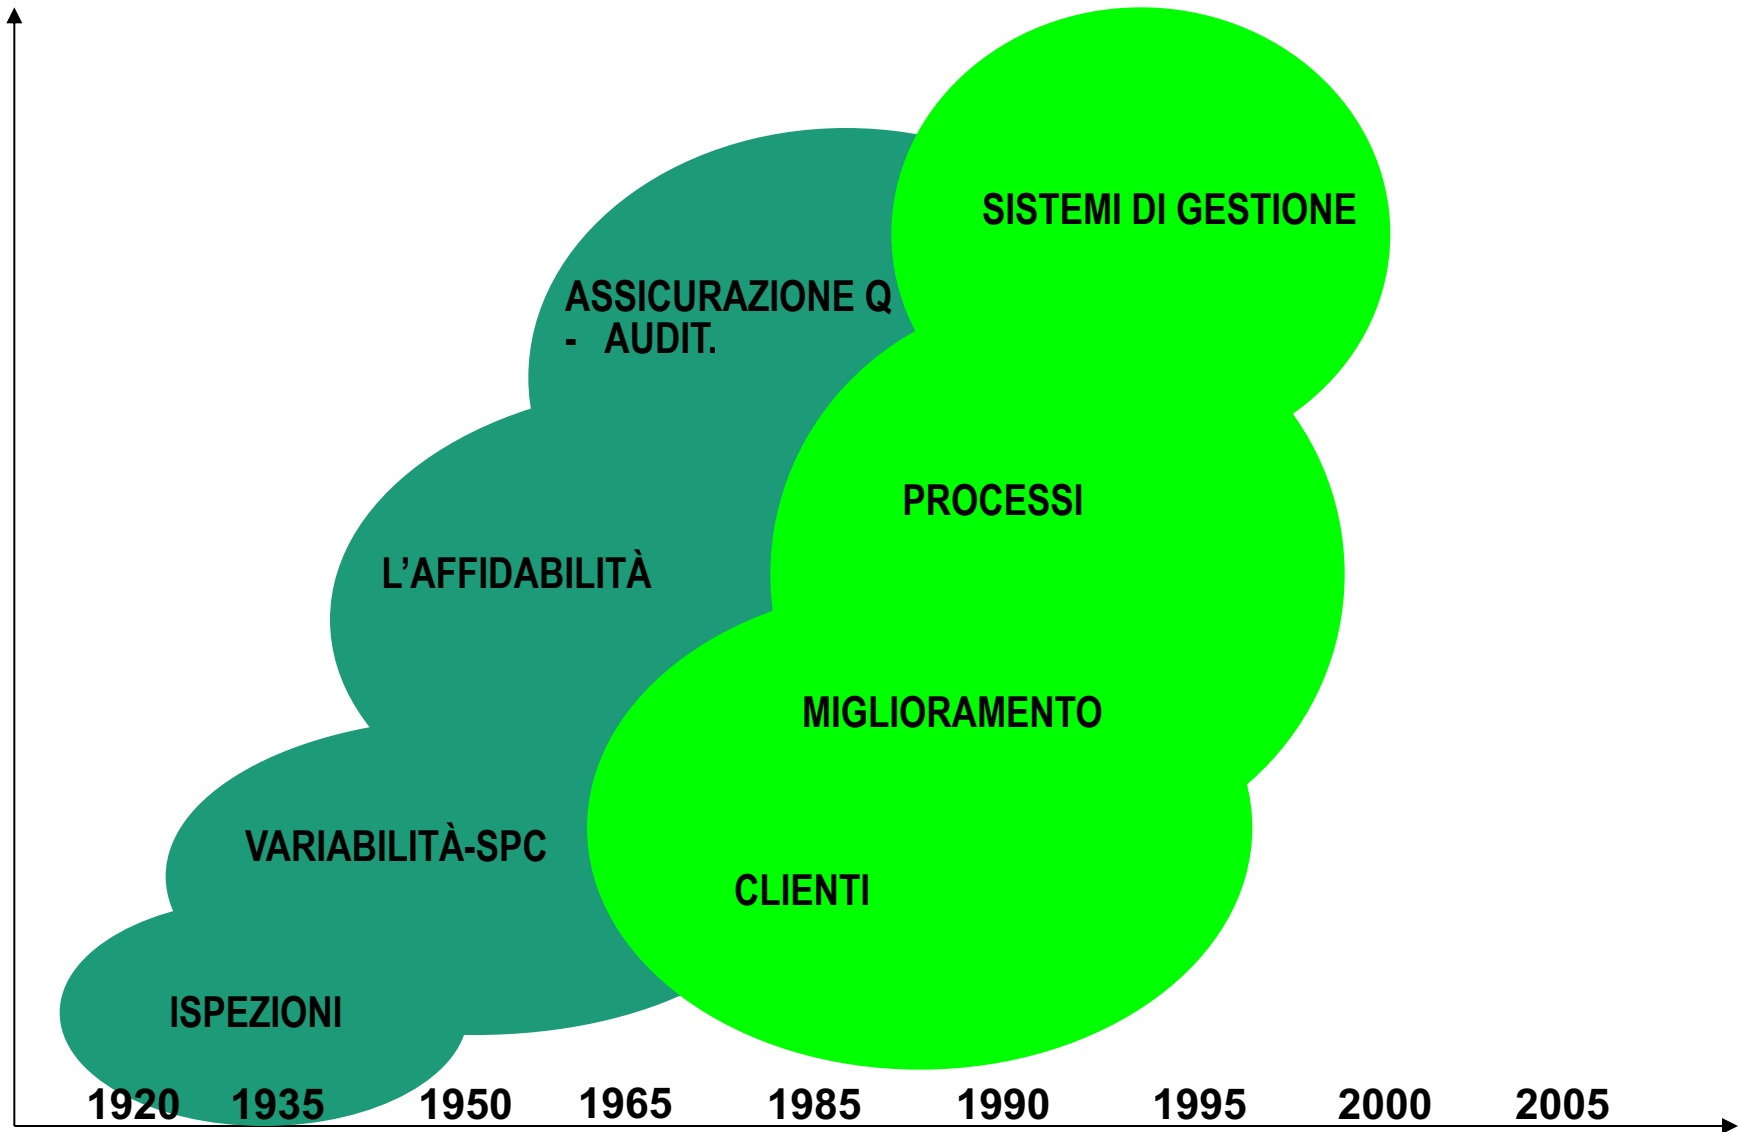 SISTEMI DI GESTIONE
ASSICURAZIONE Q
- AUDIT.
PROCESSI
L’AFFIDABILITÀ
MIGLIORAMENTO
VARIABILITÀ-SPC
CLIENTI
ISPEZIONI
1920 1935 1950 1965 1985 1990 1995 2000 2005